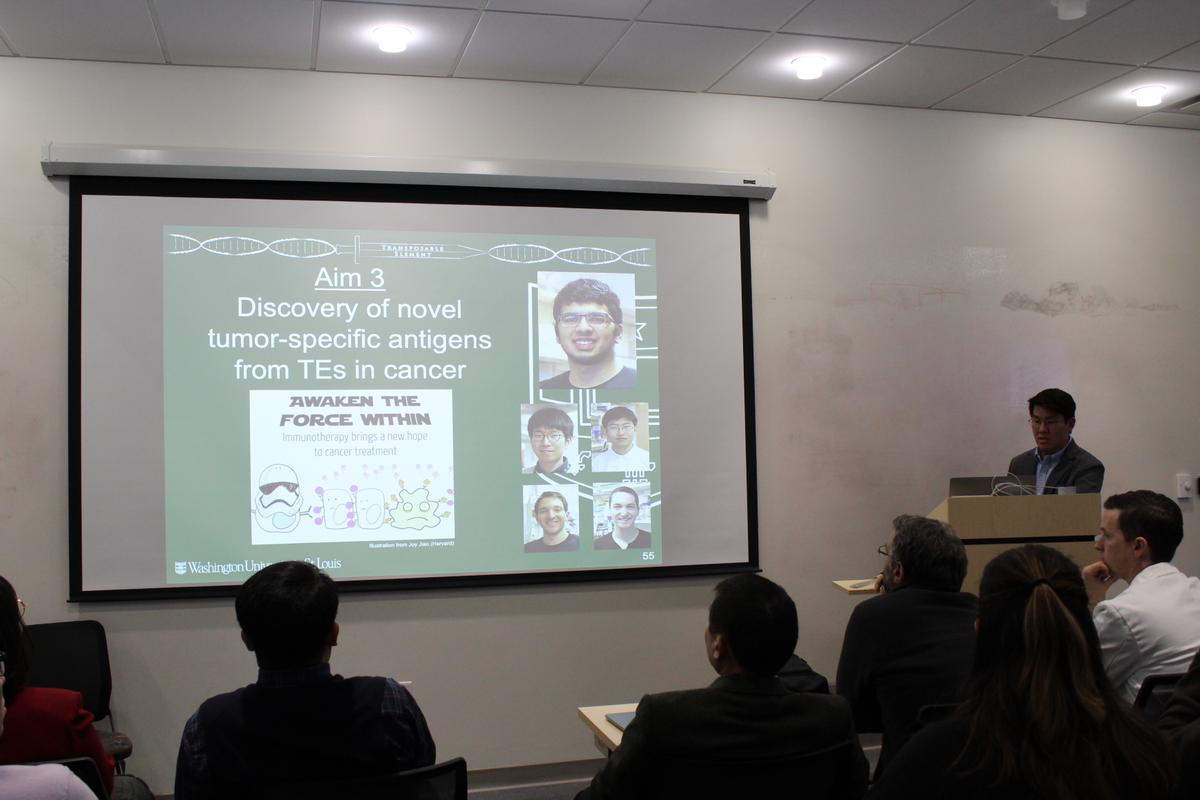 TRANSPOSABLE
ELEMENT
Aim 3
Discovery of novel
tumor-specific antigens
from TEs in cancer
AWAKEN THE
FORCE WITHIN
Immunotherapy brings a new hope
to cancer treatment
Illustration from Joy Jiao (Harvard)
Washington St.Louis
55